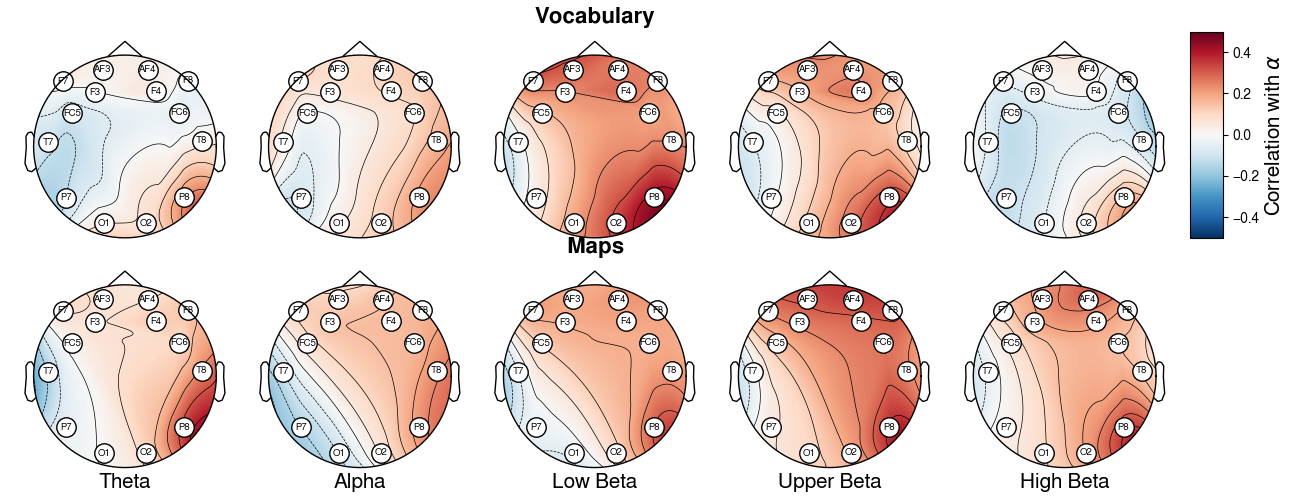 Vocabulary
AF3 AF4 AF3 AF4 AF3 AF4 AF3 AF4 AF3 AF4
F7 F8 F7 F8 F7 F8 F7 F8 F7 F8
F3 F4 F3 F4 F3 F4 F3 F4 F3 F4
FC5 FC6 FC5 FC6 FC5 FC6 FC5 FC6 FC5 FC6
T7 T8 T7 T8 T7 T8 T7 T8 T7 T8
P7 P8 P7 P8 P7 P8 P7 P8 P7 P8
O1 O2 O1 O2 O1 O2 O1 O2 O1 O2
0.4
0.2
0.0
−0.2
−0.4
Correlation with α
Maps
AF3 AF4 AF3 AF4 AF3 AF4 AF3 AF4 AF3 AF4
F7 F8 F7 F8 F7 F8 F7 F8 F7 F8
F3 F4 F3 F4 F3 F4 F3 F4 F3 F4
FC5 FC6 FC5 FC6 FC5 FC6 FC5 FC6 FC5 FC6
T7 T8 T7 T8 T7 T8 T7 T8 T7 T8
P7 P8 P7 P8 P7 P8 P7 P8 P7 P8
O1 O2 O1 O2 O1 O2 O1 O2 O1 O2
Theta Alpha Low Beta Upper Beta High Beta